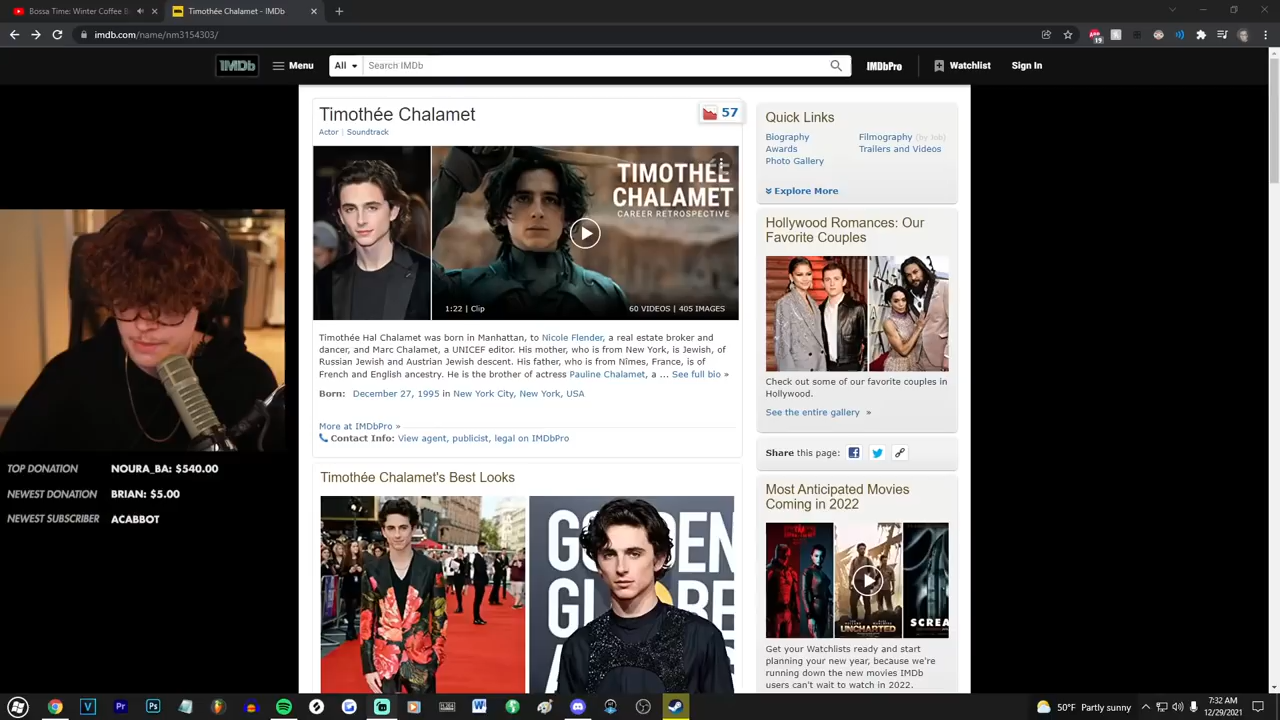 Bossa Time: Winter Coffee B
Timothée Chalamet - IMDb
imdb.com/name/nm3154303/
19
IMDb
Menu
All
Search IMDb
IMDbPro
Watchlist
Sign In
Timothée Chalamet
57
Actor | Soundtrack
TIMOTHÉE
CHALAMET
CAREER RETROSPECTIVE
1:22 | Clip
60 VIDEOS | 405 IMAGES
Timothée Hal Chalamet was born in Manhattan, to Nicole Flender, a real estate broker and
dancer, and Marc Chalamet, a UNICEF editor. His mother, who is from New York, is Jewish, of
Russian Jewish and Austrian Jewish descent. His father, who is from Nîmes, France, is of
French and English ancestry. He is the brother of actress Pauline Chalamet, a ... See full bio »
Born: December 27, 1995 in New York City, New York, USA
More at IMDbPro »
Contact Info: View agent, publicist, legal on IMDbPro
Timothée Chalamet's Best Looks
GOLDEN
GLOB
Quick Links
Biography
Filmography (by Job)
Awards
Trailers and Videos
Photo Gallery
Explore More
Hollywood Romances: Our
Favorite Couples
Check out some of our favorite couples in
Hollywood.
See the entire gallery »
Share this page:
Most Anticipated Movies
Coming in 2022
UNCHARTED
SCREA
Get your Watchlists ready and start
planning your new year, because we're
running down the new movies IMDb
users can't wait to watch in 2022.
TOP DONATION NOURA_BA: $540.00
NEWEST DONATION BRIAN: $5.00
NEWEST SUBSCRIBER ACABBOT
50°F Partly sunny
7:32 AM
12/29/2021